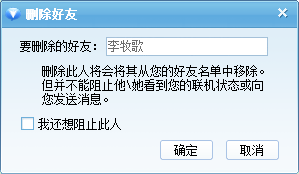 删除好友
要删除的好友：李牧歌
删除此人将会将其从您的好友名单中移除。
但并不能阻止他\她看到您的联机状态或向
您发送消息。
我还想阻止此人
确定 取消